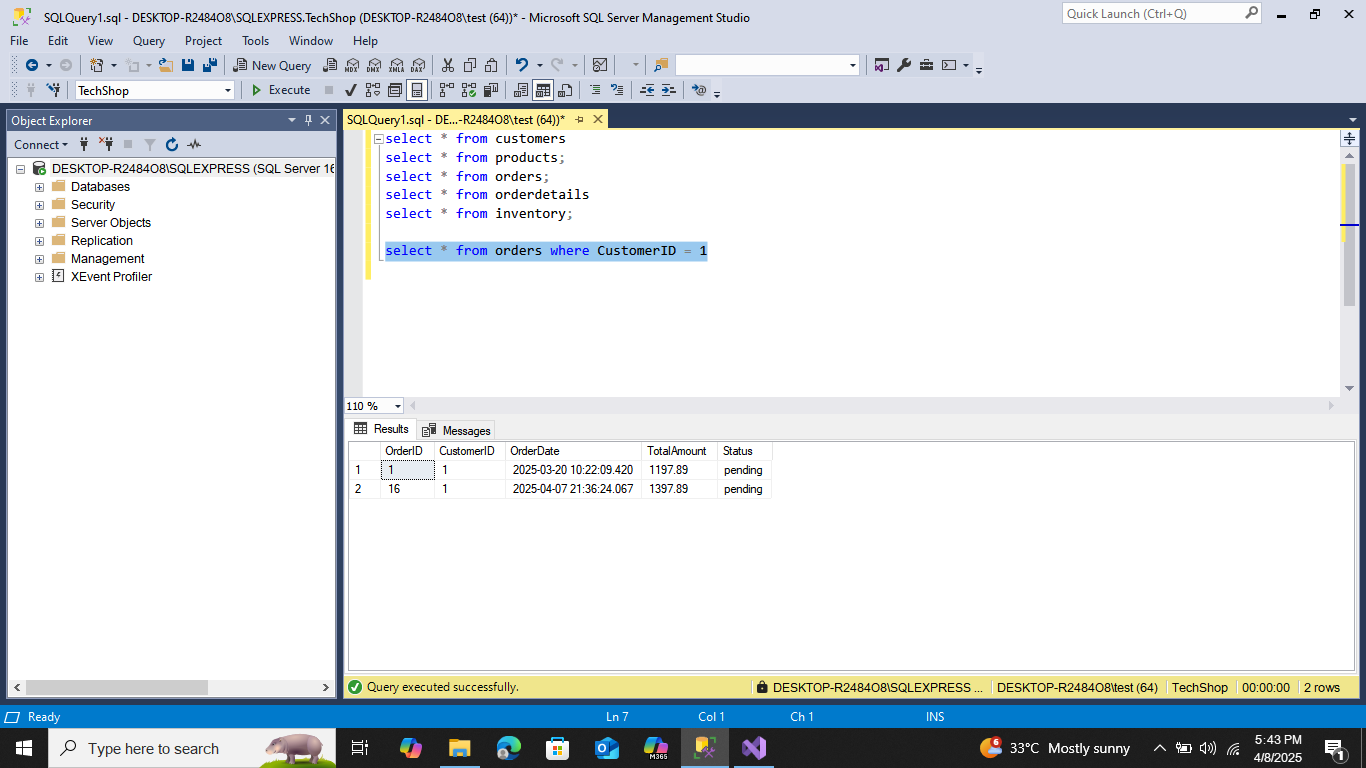 SQLQuery1.sql - DESKTOP-R2484O8\SQLEXPRESS.TechShop (DESKTOP-R2484O8\test (64))* - Microsoft SQL Server Management Studio
Quick Launch (Ctrl+Q)
File Edit View Query Project Tools Window Help
New Query MDX DMX XMLA DAX
TechShop Execute
Object Explorer
SQLQuery1.sql - DE...-R2484O8\test (64))*
Connect
DESKTOP-R2484O8\SQLEXPRESS (SQL Server 16
Databases
Security
Server Objects
Replication
Management
XEvent Profiler
select * from customers
select * from products;
select * from orders;
select * from orderdetails
select * from inventory;
select * from orders where CustomerID = 1
110 %
Results Messages
OrderID CustomerID OrderDate TotalAmount Status
1 1 1 2025-03-20 10:22:09.420 1197.89 pending
2 16 1 2025-04-07 21:36:24.067 1397.89 pending
Query executed successfully.
DESKTOP-R2484O8\SQLEXPRESS ... DESKTOP-R2484O8\test (64) TechShop 00:00:00 2 rows
Ready Ln 7 Col 1 Ch 1 INS
Type here to search
M365
6
33°C Mostly sunny
5:43 PM
4/8/2025
1